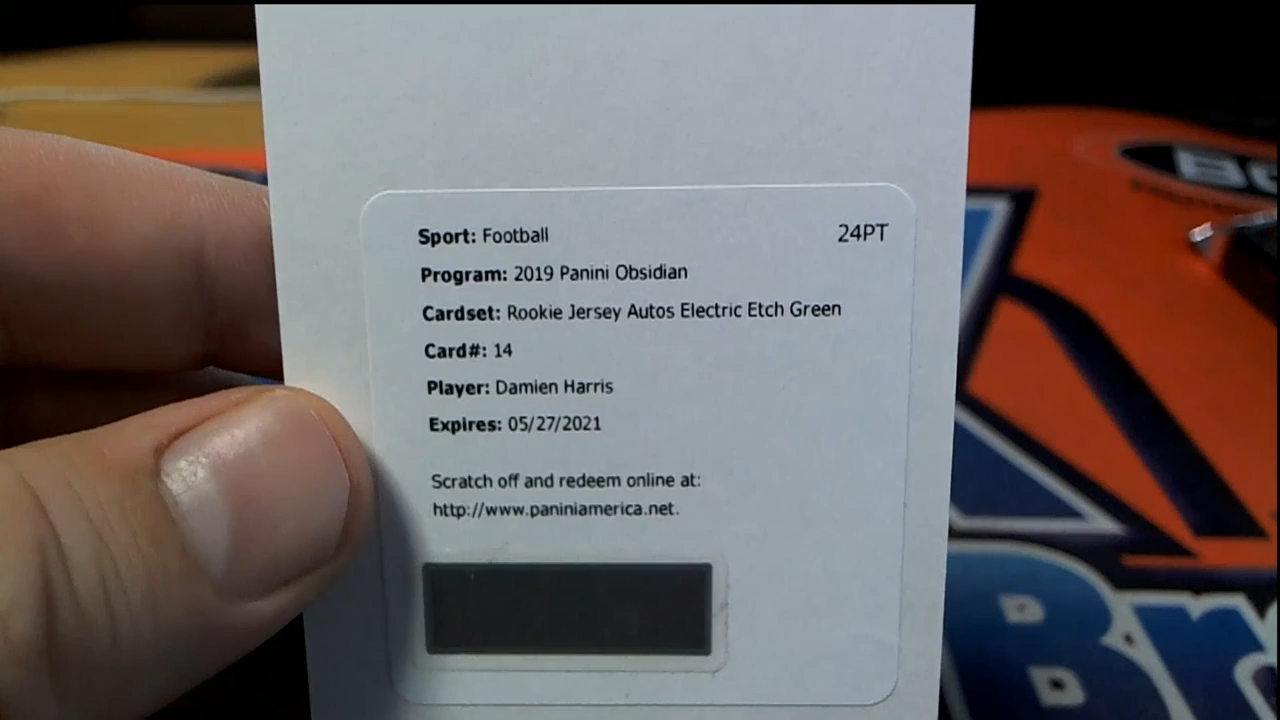 Sport: Football
24PT
Program: 2019 Panini Obsidian
Cardset: Rookie Jersey Autos Electric Etch Green
Card#: 14
Player: Damien Harris
Expires: 05/27/2021
Scratch off and redeem online at:
http://www.paniniamerica.net.